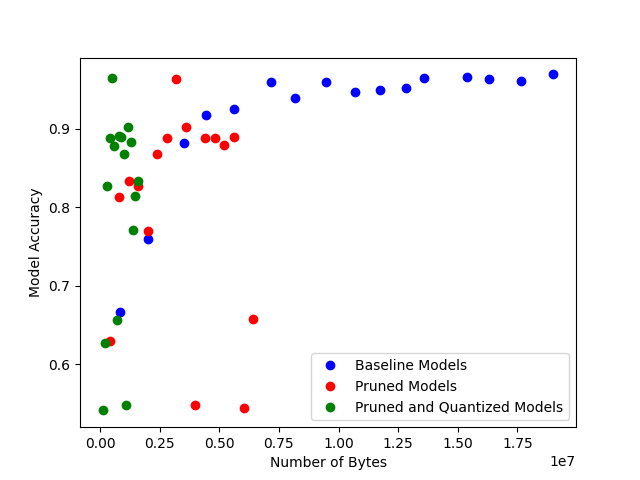 0.9
0.8
0.7
0.6
Model Accuracy
Baseline Models
Pruned Models
Pruned and Quantized Models
0.00 0.25 0.50 0.75 1.00 1.25 1.50 1.75
Number of Bytes
1e7